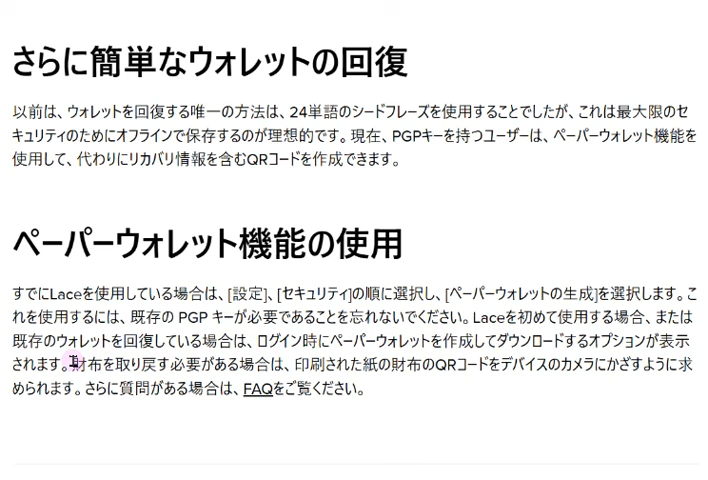 さらに簡単なウォレットの回復
以前は、ウォレットを回復する唯一の方法は、24単語のシードフレーズを使用することでしたが、これは最大限のセ
キュリティのためにオフラインで保存するのが理想的です。現在、PGPキーを持つユーザーは、ペーパーウォレット機能を
使用して、代わりにリカバリ情報を含むQRコードを作成できます。
ペーパーウォレット機能の使用
すでにLaceを使用している場合は、[設定]、[セキュリティ]の順に選択し、[ペーパーウォレットの生成]を選択します。こ
れを使用するには、既存の PGP キーが必要であることを忘れないでください。Laceを初めて使用する場合、または
既存のウォレットを回復している場合は、ログイン時にペーパーウォレットを作成してダウンロードするオプションが表示
されます。財布を取り戻す必要がある場合は、印刷された紙の財布のQRコードをデバイスのカメラにかざすように求
められます。さらに質問がある場合は、FAQをご覧ください。